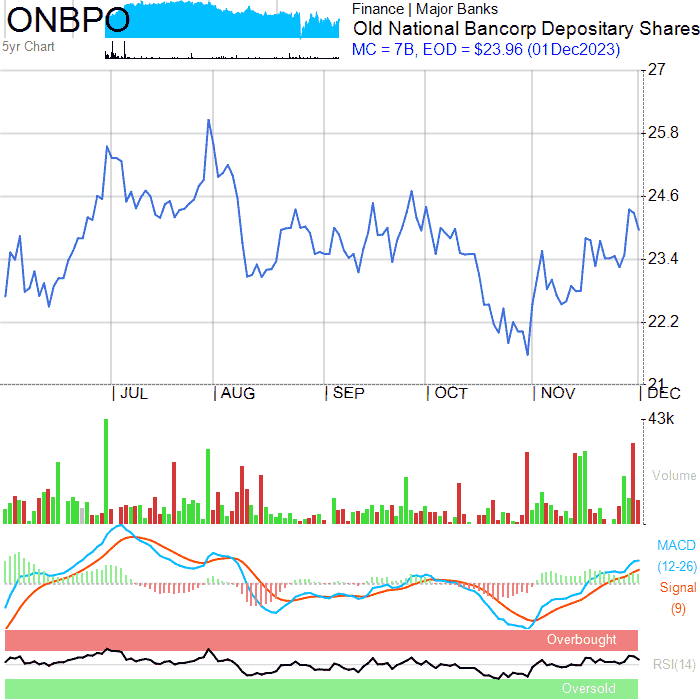 ONBPO
5yr Chart
Finance | Major Banks
Old National Bancorp Depositary Shares
MC = 7B, EOD = $23.96 (01Dec2023)
27
25.8
24.6
23.4
22.2
21
| JUL | AUG | SEP | OCT | NOV | DEC
43k
Volume
MACD
(12-26)
Signal
(9)
Overbought
RSI(14)
Oversold